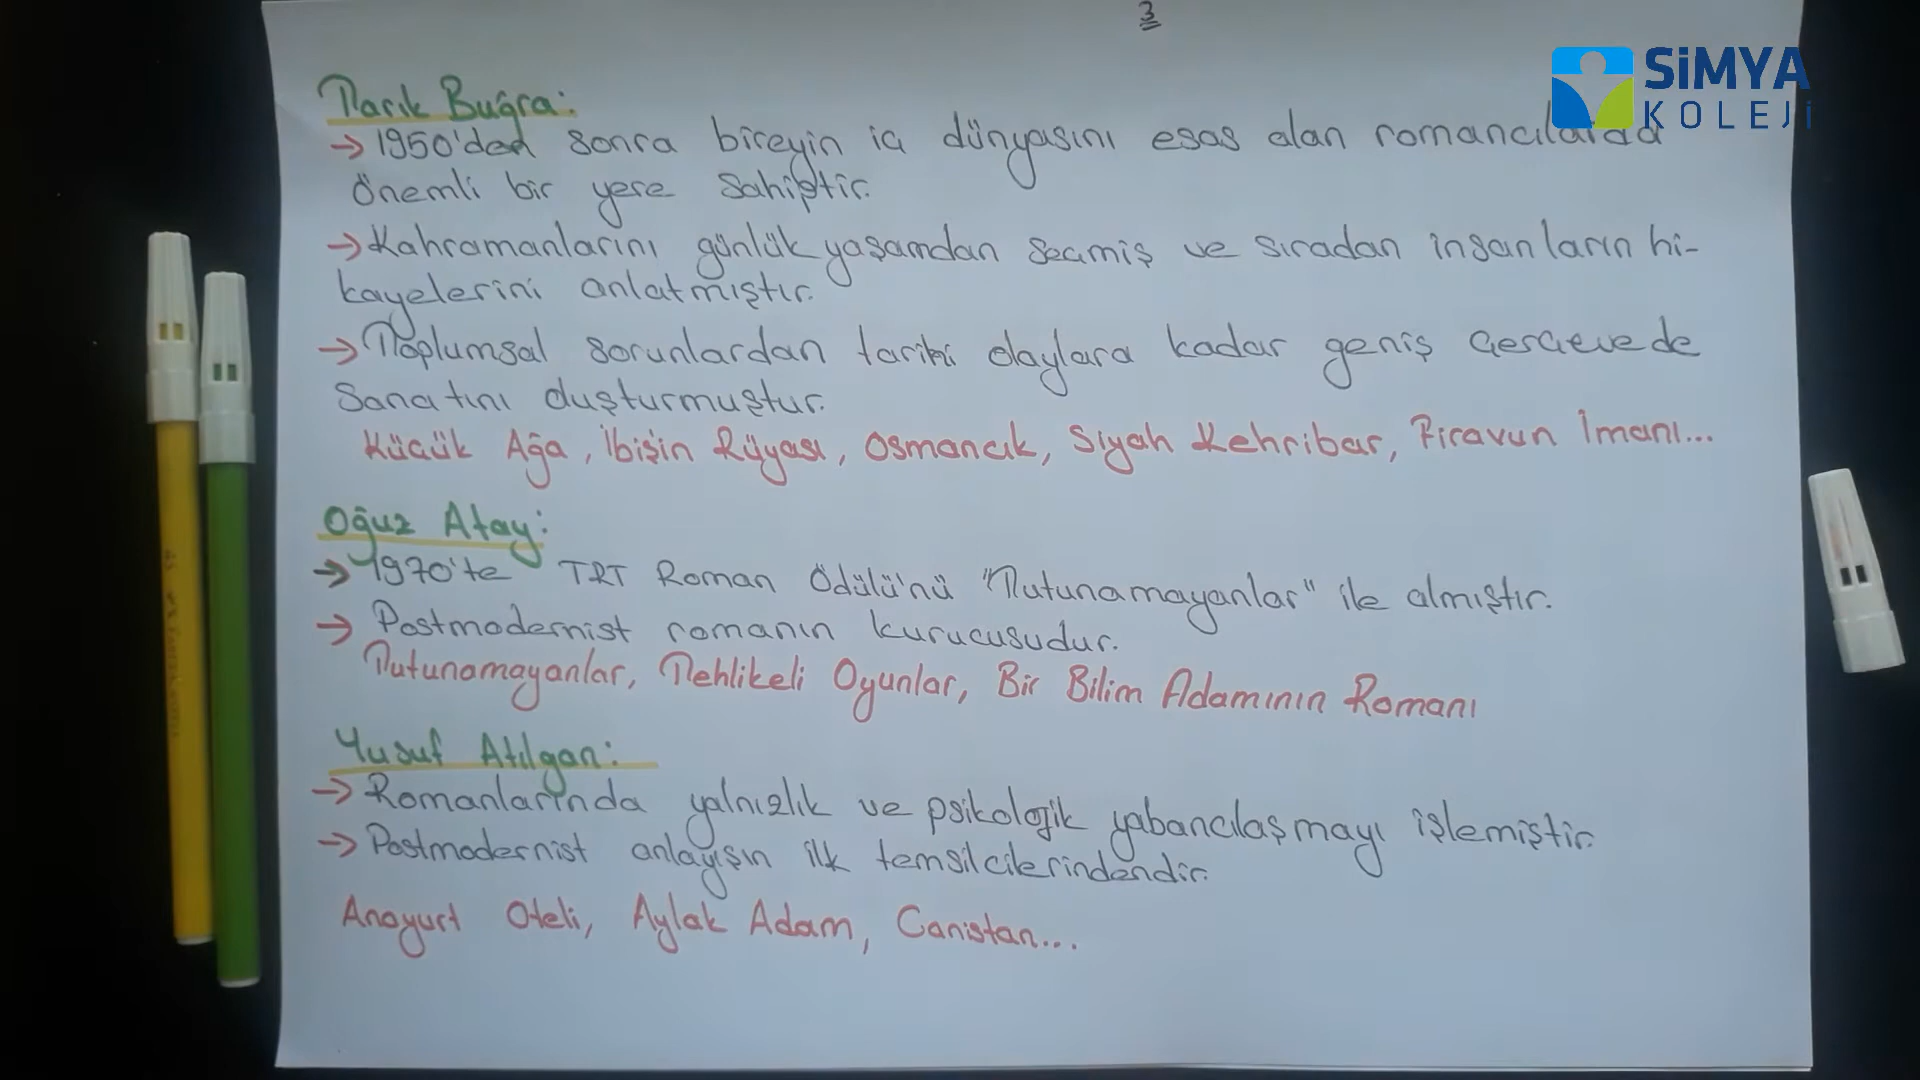 3
SiMYA
KOLEJi
Tarık Buğra:
→ 1950'den sonra bireyin iç dünyasını esas alan romancılarda
önemli bir yere sahiptir.
→ Kahramanlarını günlük yaşamdan seçmiş ve sıradan insanların hi-
kayelerini anlatmıştır.
→ Toplumsal sorunlardan tarihi olaylara kadar geniş çerçevede
sanatını duşturmuştur.
Küçük Ağa, İbiş'in Rüyası, Osmancık, Siyah Kehribar, Firavun İmanı...
Oğuz Atay:
→ 1970'te TRT Roman Ödülü'nü "Tutunamayanlar" ile almıştır.
→ Postmodernist romanın kurucusudur.
Tutunamayanlar, Tehlikeli Oyunlar, Bir Bilim Adamının Romanı
Yusuf Atılgan:
→ Romanlarında yalnızlık ve psikolojik yabancılaşmayı işlemiştir.
→ Postmodernist anlayışın ilk temsilcilerindendir.
Anayurt Oteli, Aylak Adam, Canistan...